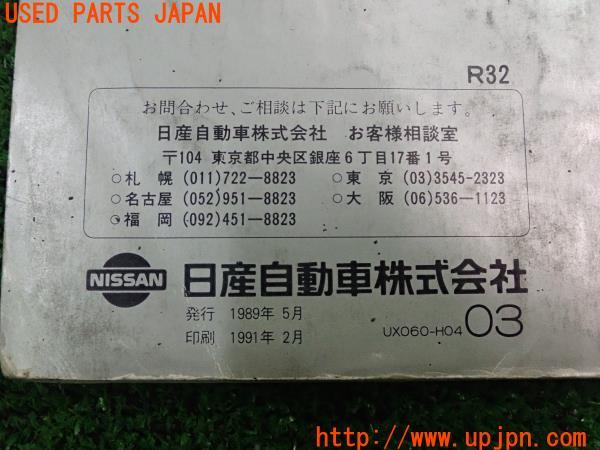 USED PARTS JAPAN
R32
お問合わせ、ご相談は下記にお願いします。
日産自動車株式会社 お客様相談室
〒104 東京都中央区銀座6丁目17番1号
○札 幌 (011)722-8823 ○東 京 (03)3545-2323
○名古屋 (052)951-8823 ○大 阪 (06)536-1123
○福 岡 (092)451-8823
NISSAN 日産自動車株式会社
発行 1989年 5月
印刷 1991年 2月 UX060-H04 03
http://www.upjpn.com/